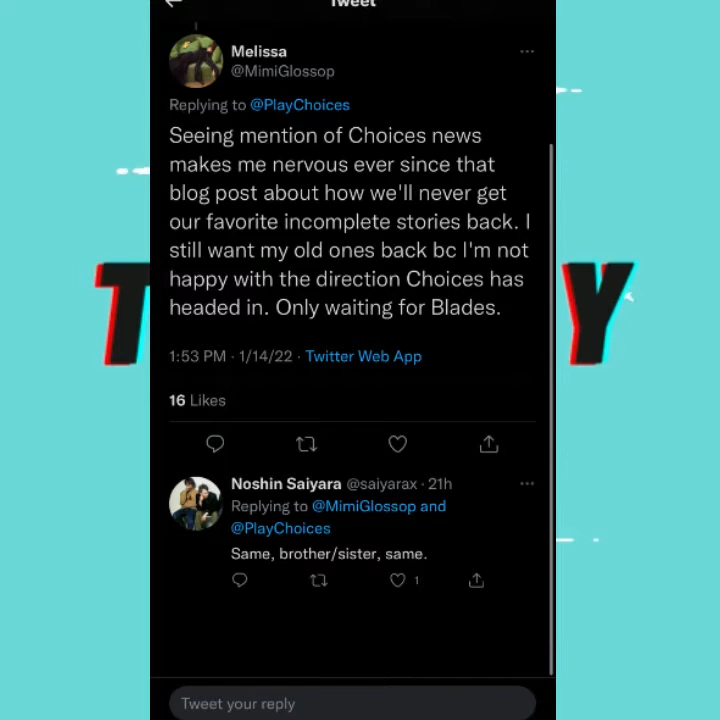 Tweet
Melissa
@MimiGlossop
Replying to @PlayChoices
Seeing mention of Choices news
makes me nervous ever since that
blog post about how we'll never get
our favorite incomplete stories back. I
still want my old ones back bc I'm not
happy with the direction Choices has
headed in. Only waiting for Blades.
T
Y
1:53 PM · 1/14/22 · Twitter Web App
16 Likes
Noshin Saiyara @saiyarax · 21h
Replying to @MimiGlossop and
@PlayChoices
Same, brother/sister, same.
1
Tweet your reply